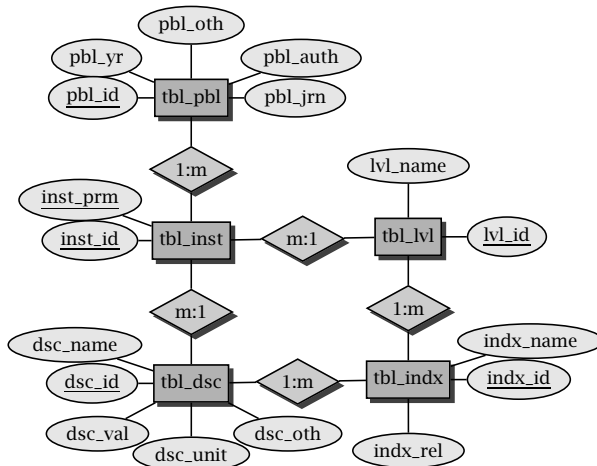 pbl_oth
pbl_yr
pbl_auth
pbl_id
tbl_pbl
pbl_jrn
1:m
lvl_name
inst_prm
inst_id
tbl_inst
m:1
tbl_lvl
lvl_id
m:1
1:m
dsc_name
indx_name
dsc_id
tbl_dsc
1:m
tbl_indx
indx_id
dsc_val
dsc_oth
dsc_unit
indx_rel